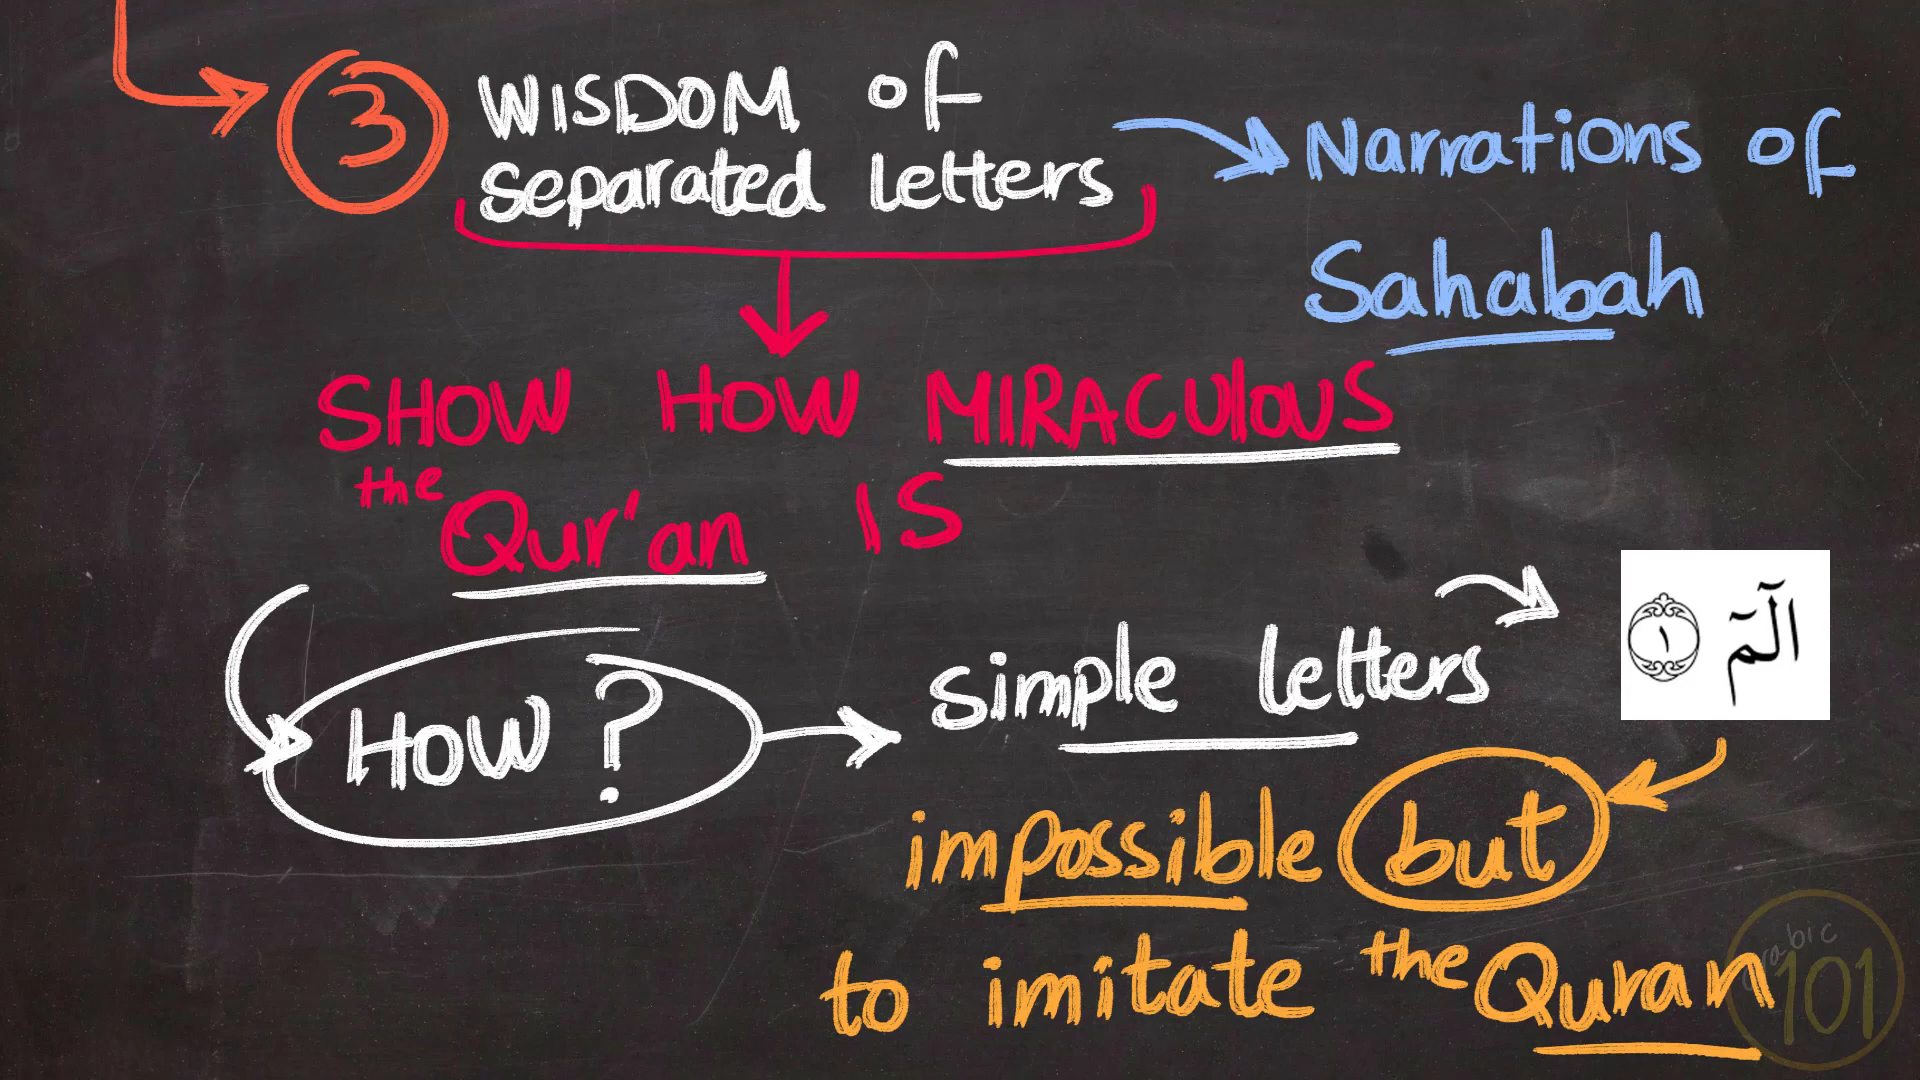 3
WISDOM of
separated letters
Narrations of
Sahabah
SHOW HOW MIRACULOUS
the Qur'an IS
HOW?
simple letters
الٓمٓ ١
impossible but
to imitate the Quran
arabic
101